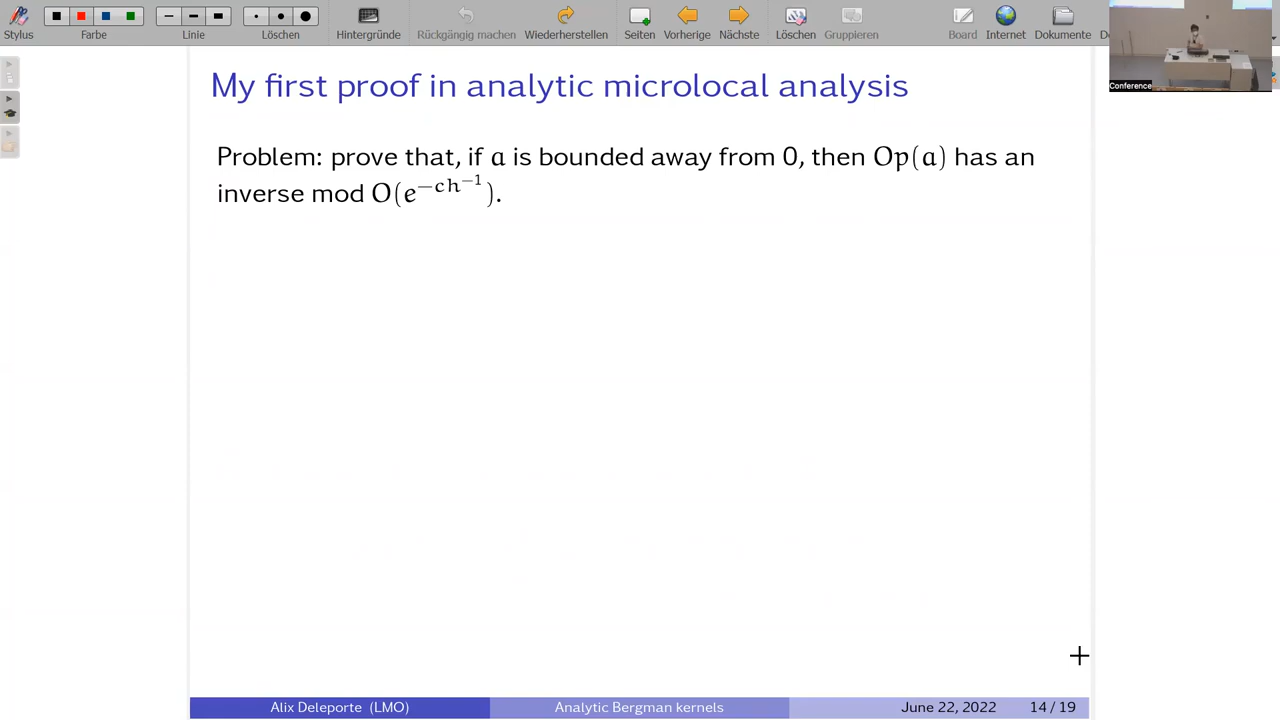 Stylus Farbe Linie Löschen Hintergründe Rückgängig machen Wiederherstellen Seiten Vorherige Nächste Löschen Gruppieren Board Internet Dokumente
Conference
My first proof in analytic microlocal analysis
Problem: prove that, if a is bounded away from 0, then Op(a) has an
inverse mod O(e^{-ch^{-1}}).
Alix Deleporte (LMO) Analytic Bergman kernels June 22, 2022 14 / 19